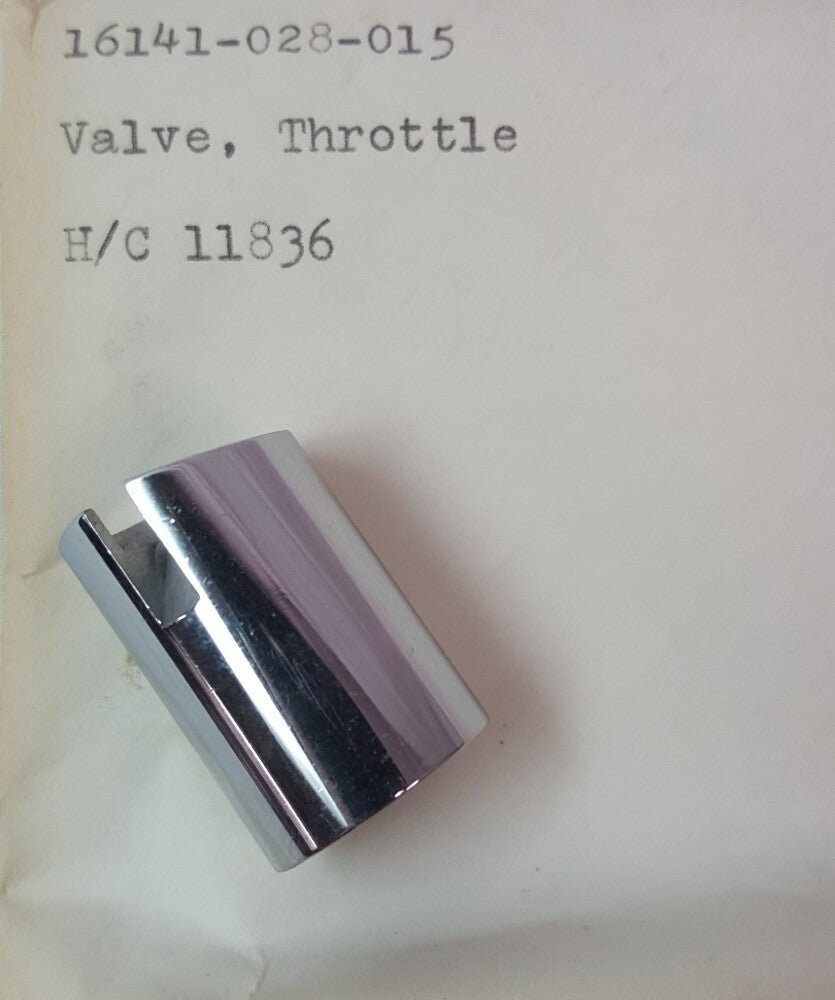 16141-028-015
Valve, Throttle
H/C 11836